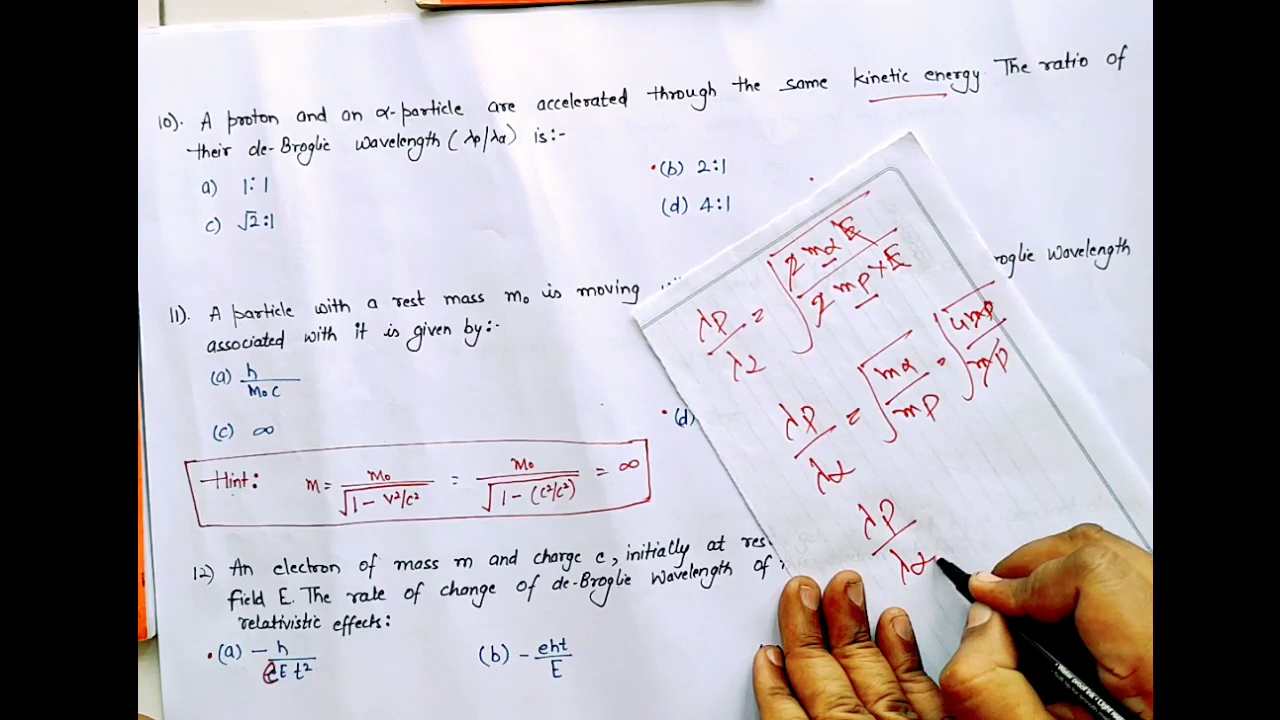 10). A proton and an α-particle are accelerated through the same kinetic energy. The ratio of
their de-Broglie wavelength (λp/λα) is:-
a) 1:1
(b) 2:1
c) √2:1
(d) 4:1
11). A particle with a rest mass m₀ is moving
roglie wavelength
associated with it is given by:-
(a) h/m₀c
(c) ∞
(d)
Hint: m = m₀/√(1 - v²/c²) = m₀/√(1 - (c²/c²)) = ∞
12) An electron of mass m and charge e, initially at res
field E. The rate of change of de-Broglie wavelength of
relativistic effects:
(a) -h/eEt²
(b) -eht/E
λp/λα = √(2mαE/2mp×E)
λp/λα = √(mα/mp) = √(4mp/mp)
λp/λα